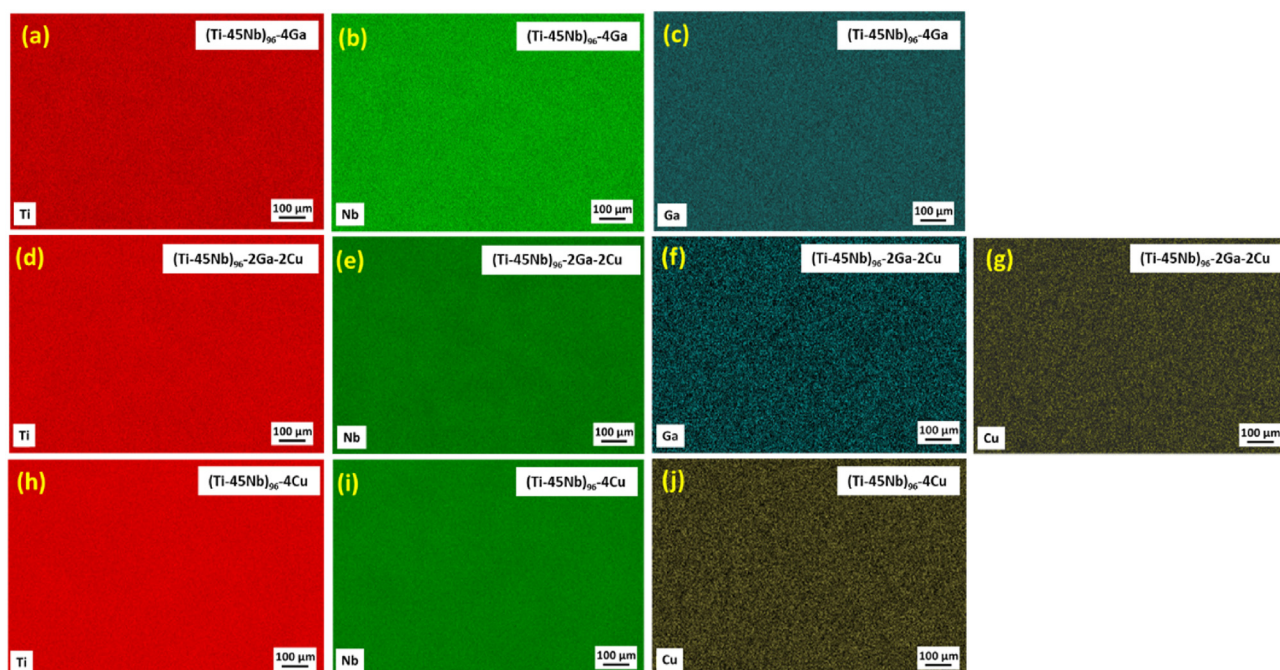 (a)
(Ti-45Nb)₉₆-4Ga
Ti
100 µm
(b)
(Ti-45Nb)₉₆-4Ga
Nb
100 µm
(c)
(Ti-45Nb)₉₆-4Ga
Ga
100 µm
(d)
(Ti-45Nb)₉₆-2Ga-2Cu
Ti
100 µm
(e)
(Ti-45Nb)₉₆-2Ga-2Cu
Nb
100 µm
(f)
(Ti-45Nb)₉₆-2Ga-2Cu
Ga
100 µm
(g)
(Ti-45Nb)₉₆-2Ga-2Cu
Cu
100 µm
(h)
(Ti-45Nb)₉₆-4Cu
Ti
100 µm
(i)
(Ti-45Nb)₉₆-4Cu
Nb
100 µm
(j)
(Ti-45Nb)₉₆-4Cu
Cu
100 µm